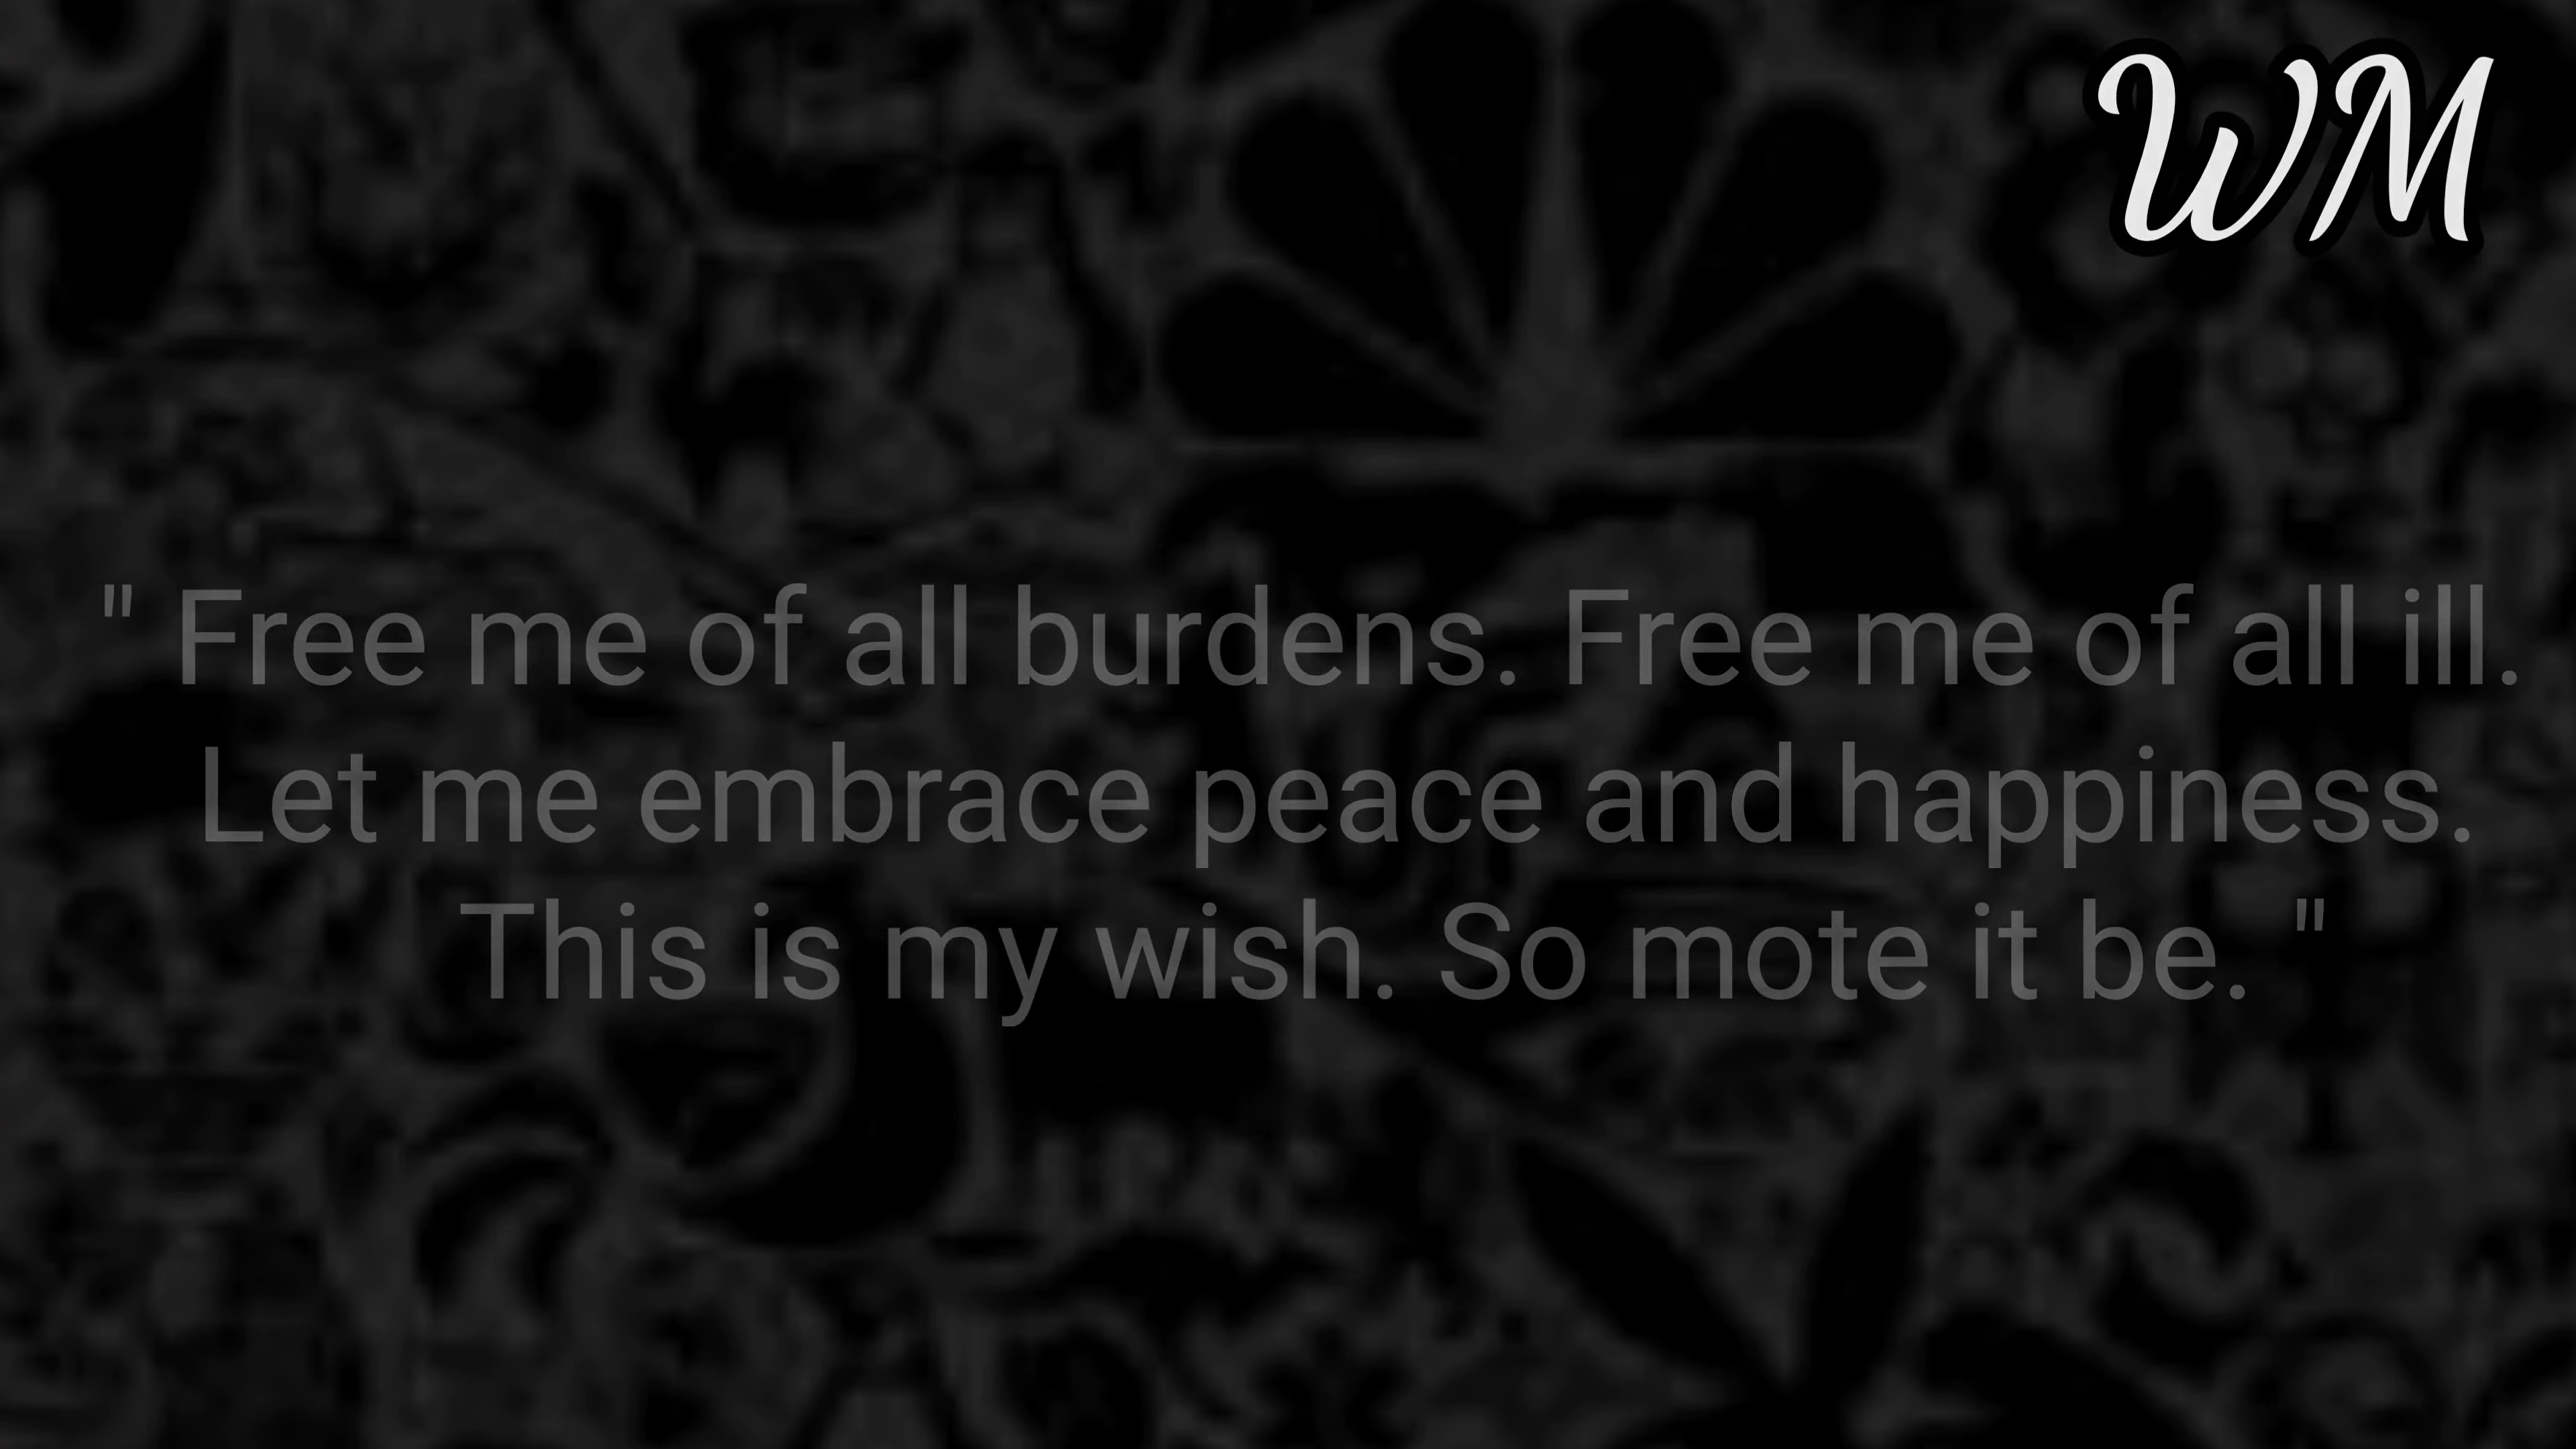 WM
" Free me of all burdens. Free me of all ill.
Let me embrace peace and happiness.
This is my wish. So mote it be. "